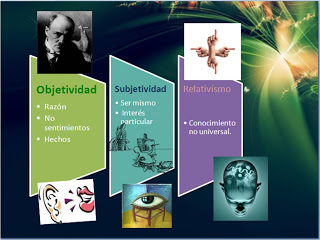 Objetividad
• Razón
• No
sentimientos
• Hechos
Subjetividad
• Ser mismo
• Interés
particular
Relativismo
• Conocimiento
no universal.